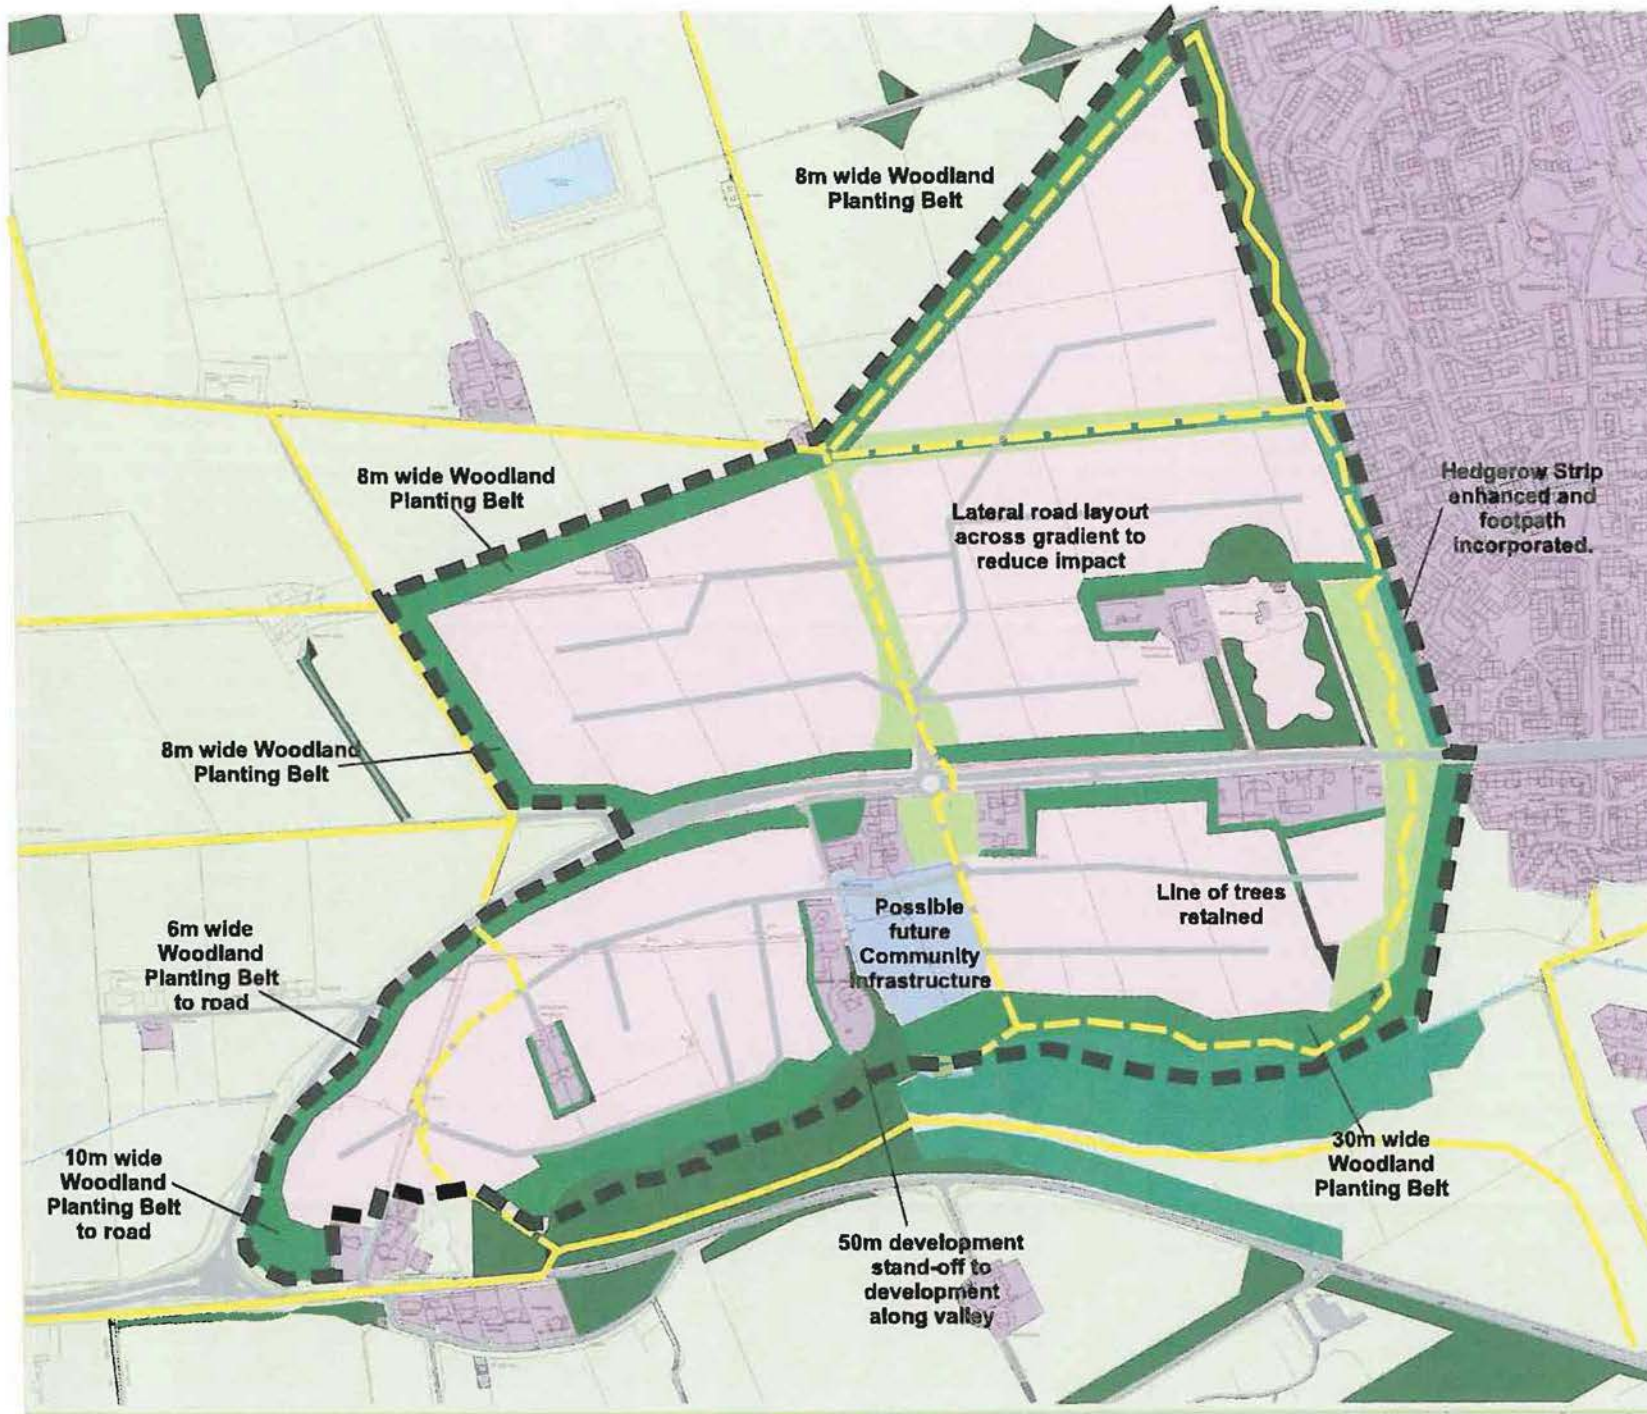 8m wide Woodland
Planting Belt
8m wide Woodland
Planting Belt
Hedgerow Strip
enhanced and
footpath
incorporated.
Lateral road layout
across gradient to
reduce impact
8m wide Woodland
Planting Belt
Possible
future
Community
Infrastructure
Line of trees
retained
6m wide
Woodland
Planting Belt
to road
10m wide
Woodland
Planting Belt
to road
30m wide
Woodland
Planting Belt
50m development
stand-off to
development
along valley